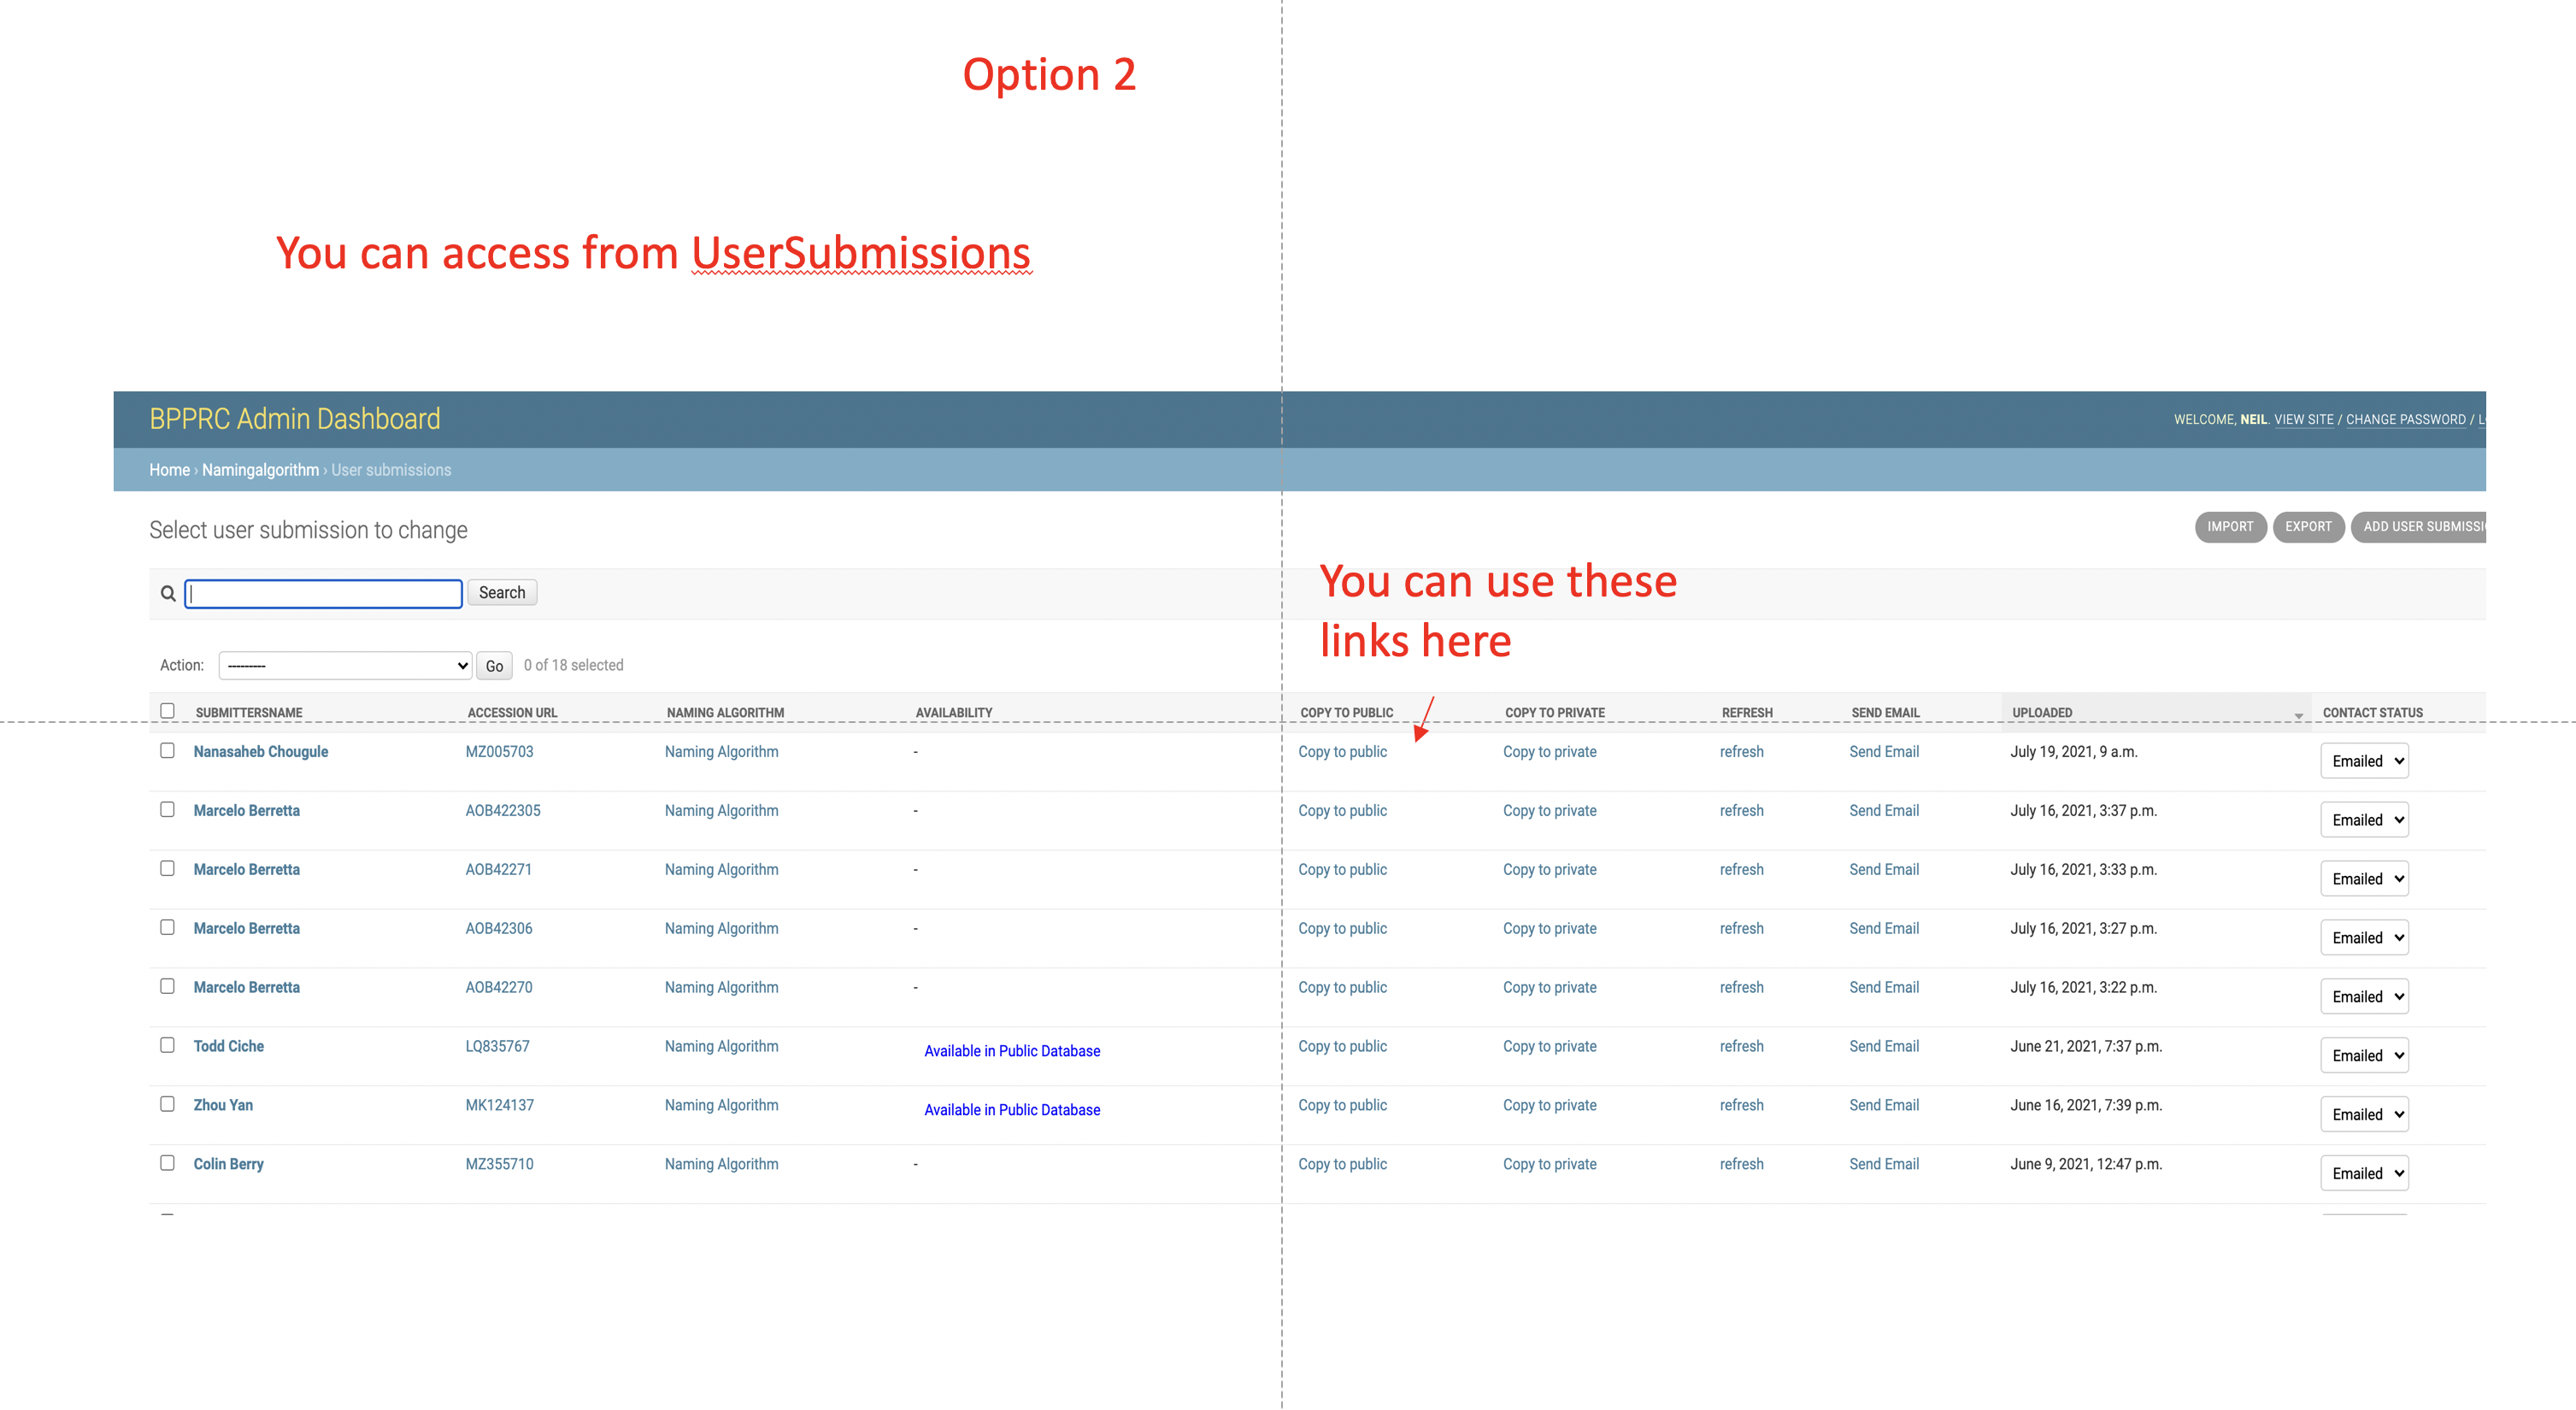 Option 2
You can access from UserSubmissions
BPPRC Admin Dashboard
WELCOME, NEIL. VIEW SITE / CHANGE PASSWORD /
Home › Namingalgorithm › User submissions
Select user submission to change
IMPORT EXPORT ADD USER
Search
You can use these
links here
Action: --------- Go 0 of 18 selected
SUBMITTERSNAME ACCESSION URL NAMING ALGORITHM AVAILABILITY COPY TO PUBLIC COPY TO PRIVATE REFRESH SEND EMAIL UPLOADED CONTACT STATUS
Nanasaheb Chougule MZ005703 Naming Algorithm - Copy to public Copy to private refresh Send Email July 19, 2021, 9 a.m. Emailed
Marcelo Berretta AOB422305 Naming Algorithm - Copy to public Copy to private refresh Send Email July 16, 2021, 3:37 p.m. Emailed
Marcelo Berretta AOB42271 Naming Algorithm - Copy to public Copy to private refresh Send Email July 16, 2021, 3:33 p.m. Emailed
Marcelo Berretta AOB42306 Naming Algorithm - Copy to public Copy to private refresh Send Email July 16, 2021, 3:27 p.m. Emailed
Marcelo Berretta AOB42270 Naming Algorithm - Copy to public Copy to private refresh Send Email July 16, 2021, 3:22 p.m. Emailed
Todd Ciche LQ835767 Naming Algorithm Available in Public Database Copy to public Copy to private refresh Send Email June 21, 2021, 7:37 p.m. Emailed
Zhou Yan MK124137 Naming Algorithm Available in Public Database Copy to public Copy to private refresh Send Email June 16, 2021, 7:39 p.m. Emailed
Colin Berry MZ355710 Naming Algorithm - Copy to public Copy to private refresh Send Email June 9, 2021, 12:47 p.m. Emailed